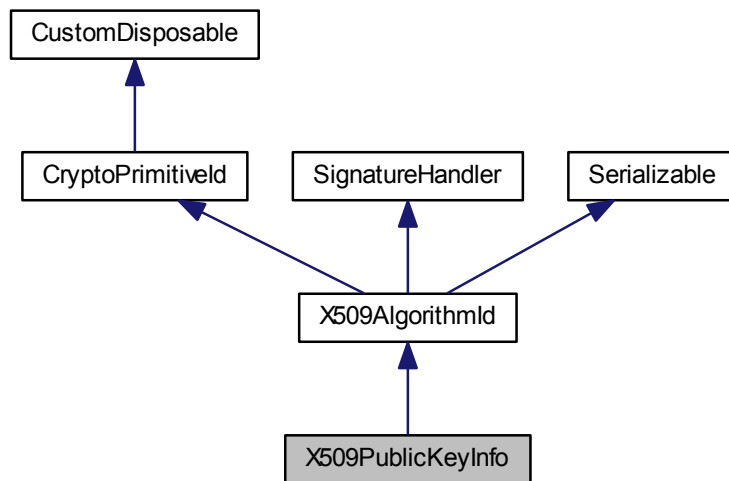 CustomDisposable
CryptoPrimitiveId
SignatureHandler
Serializable
X509AlgorithmId
X509PublicKeyInfo